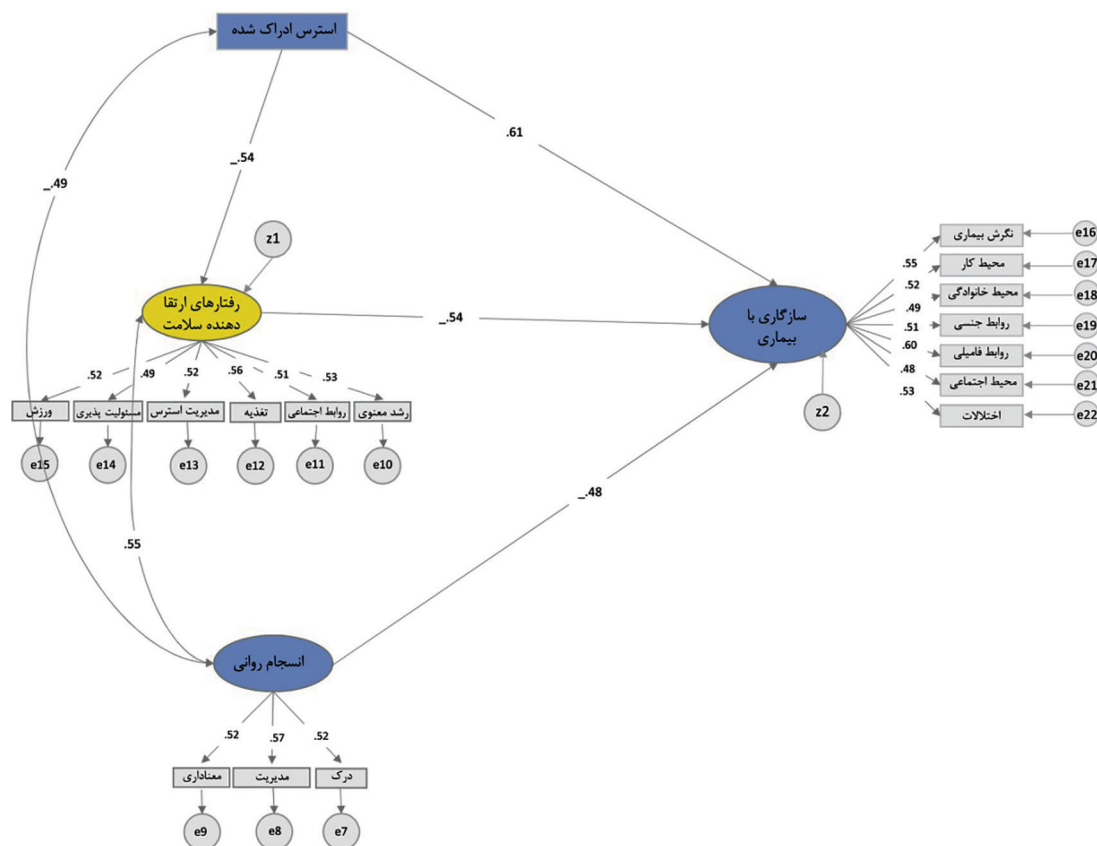 استرس ادراک شده
.61
_.54
_.49
z1
رفتارهای ارتقا
دهنده سلامت
_.54
سازگاری با
بیماری
z2
.55
.52
.49
.51
.60
.48
.53
نگرش بیماری
محیط کار
محیط خانوادگی
روابط جنسی
روابط فامیلی
محیط اجتماعی
اختلالات
e16
e17
e18
e19
e20
e21
e22
.52
.49
.52
.56
.51
.53
ورزش
مسئولیت پذیری
مدیریت استرس
تغذیه
روابط اجتماعی
رشد معنوی
e15
e14
e13
e12
e11
e10
_.48
.55
انسجام روانی
.52
.57
.52
معناداری
مدیریت
درک
e9
e8
e7